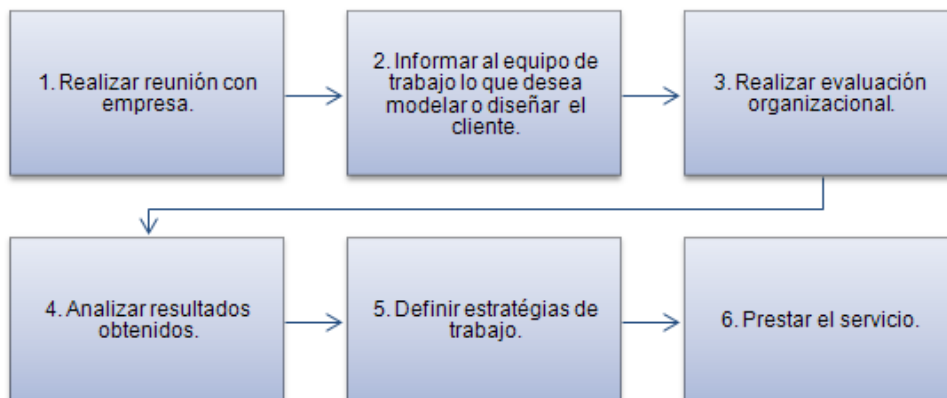 1. Realizar reunión con
empresa.
2. Informar al equipo de
trabajo lo que desea
modelar o diseñar el
cliente.
3. Realizar evaluación
organizacional.
4. Analizar resultados
obtenidos.
5. Definir estratégias de
trabajo.
6. Prestar el servicio.